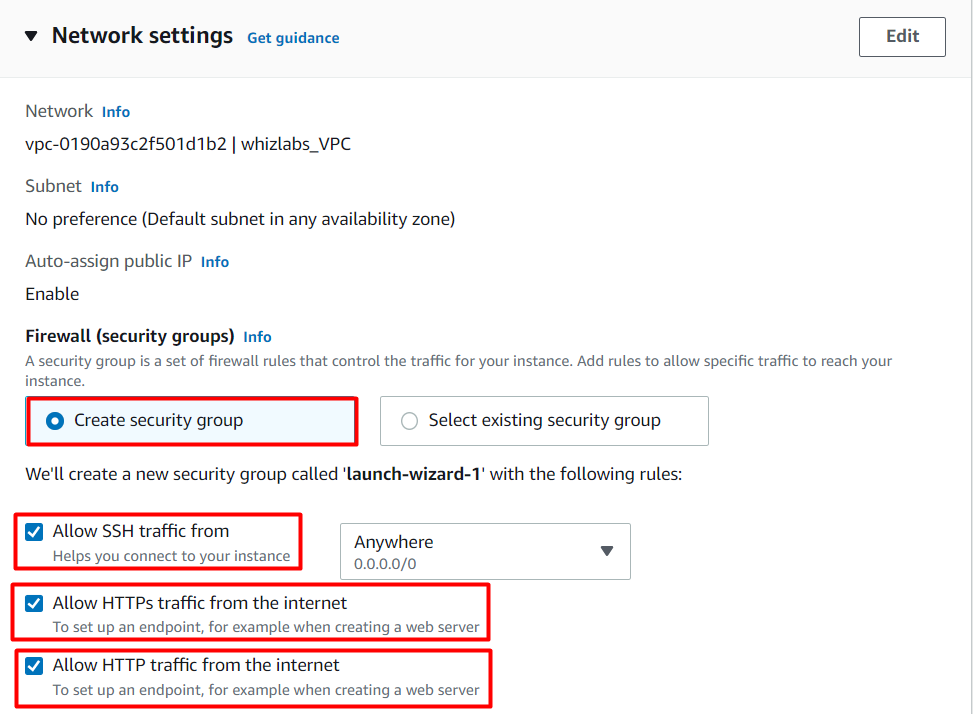 Network settings Get guidance
Edit
Network Info
vpc-0190a93c2f501d1b2 | whizlabs_VPC
Subnet Info
No preference (Default subnet in any availability zone)
Auto-assign public IP Info
Enable
Firewall (security groups) Info
A security group is a set of firewall rules that control the traffic for your instance. Add rules to allow specific traffic to reach your
instance.
Create security group
Select existing security group
We'll create a new security group called 'launch-wizard-1' with the following rules:
Allow SSH traffic from
Helps you connect to your instance
Anywhere
0.0.0.0/0
Allow HTTPs traffic from the internet
To set up an endpoint, for example when creating a web server
Allow HTTP traffic from the internet
To set up an endpoint, for example when creating a web server